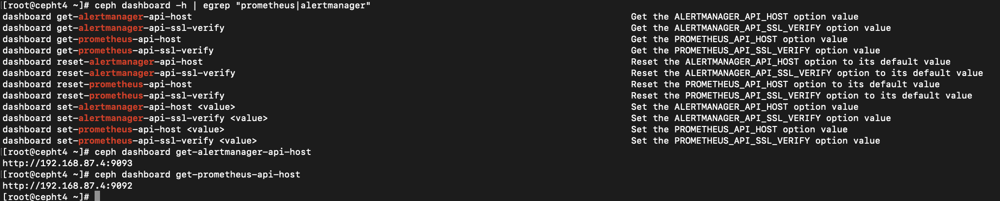 [root@cepht4 ~]# ceph dashboard -h | egrep "prometheus|alertmanager"
dashboard get-alertmanager-api-host Get the ALERTMANAGER_API_HOST option value
dashboard get-alertmanager-api-ssl-verify Get the ALERTMANAGER_API_SSL_VERIFY option value
dashboard get-prometheus-api-host Get the PROMETHEUS_API_HOST option value
dashboard get-prometheus-api-ssl-verify Get the PROMETHEUS_API_SSL_VERIFY option value
dashboard reset-alertmanager-api-host Reset the ALERTMANAGER_API_HOST option to its default value
dashboard reset-alertmanager-api-ssl-verify Reset the ALERTMANAGER_API_SSL_VERIFY option to its default value
dashboard reset-prometheus-api-host Reset the PROMETHEUS_API_HOST option to its default value
dashboard reset-prometheus-api-ssl-verify Reset the PROMETHEUS_API_SSL_VERIFY option to its default value
dashboard set-alertmanager-api-host <value> Set the ALERTMANAGER_API_HOST option value
dashboard set-alertmanager-api-ssl-verify <value> Set the ALERTMANAGER_API_SSL_VERIFY option value
dashboard set-prometheus-api-host <value> Set the PROMETHEUS_API_HOST option value
dashboard set-prometheus-api-ssl-verify <value> Set the PROMETHEUS_API_SSL_VERIFY option value
[root@cepht4 ~]# ceph dashboard get-alertmanager-api-host
http://192.168.87.4:9093
[root@cepht4 ~]# ceph dashboard get-prometheus-api-host
http://192.168.87.4:9092
[root@cepht4 ~]#